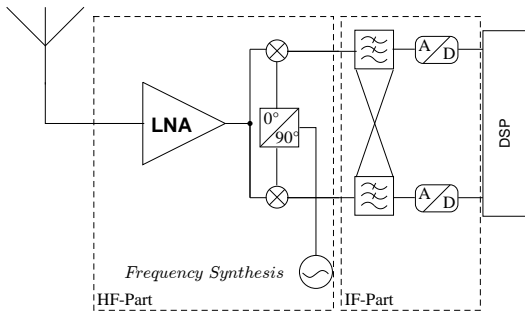 LNA
0°
90°
A
D
A
D
DSP
Frequency Synthesis
HF-Part
IF-Part